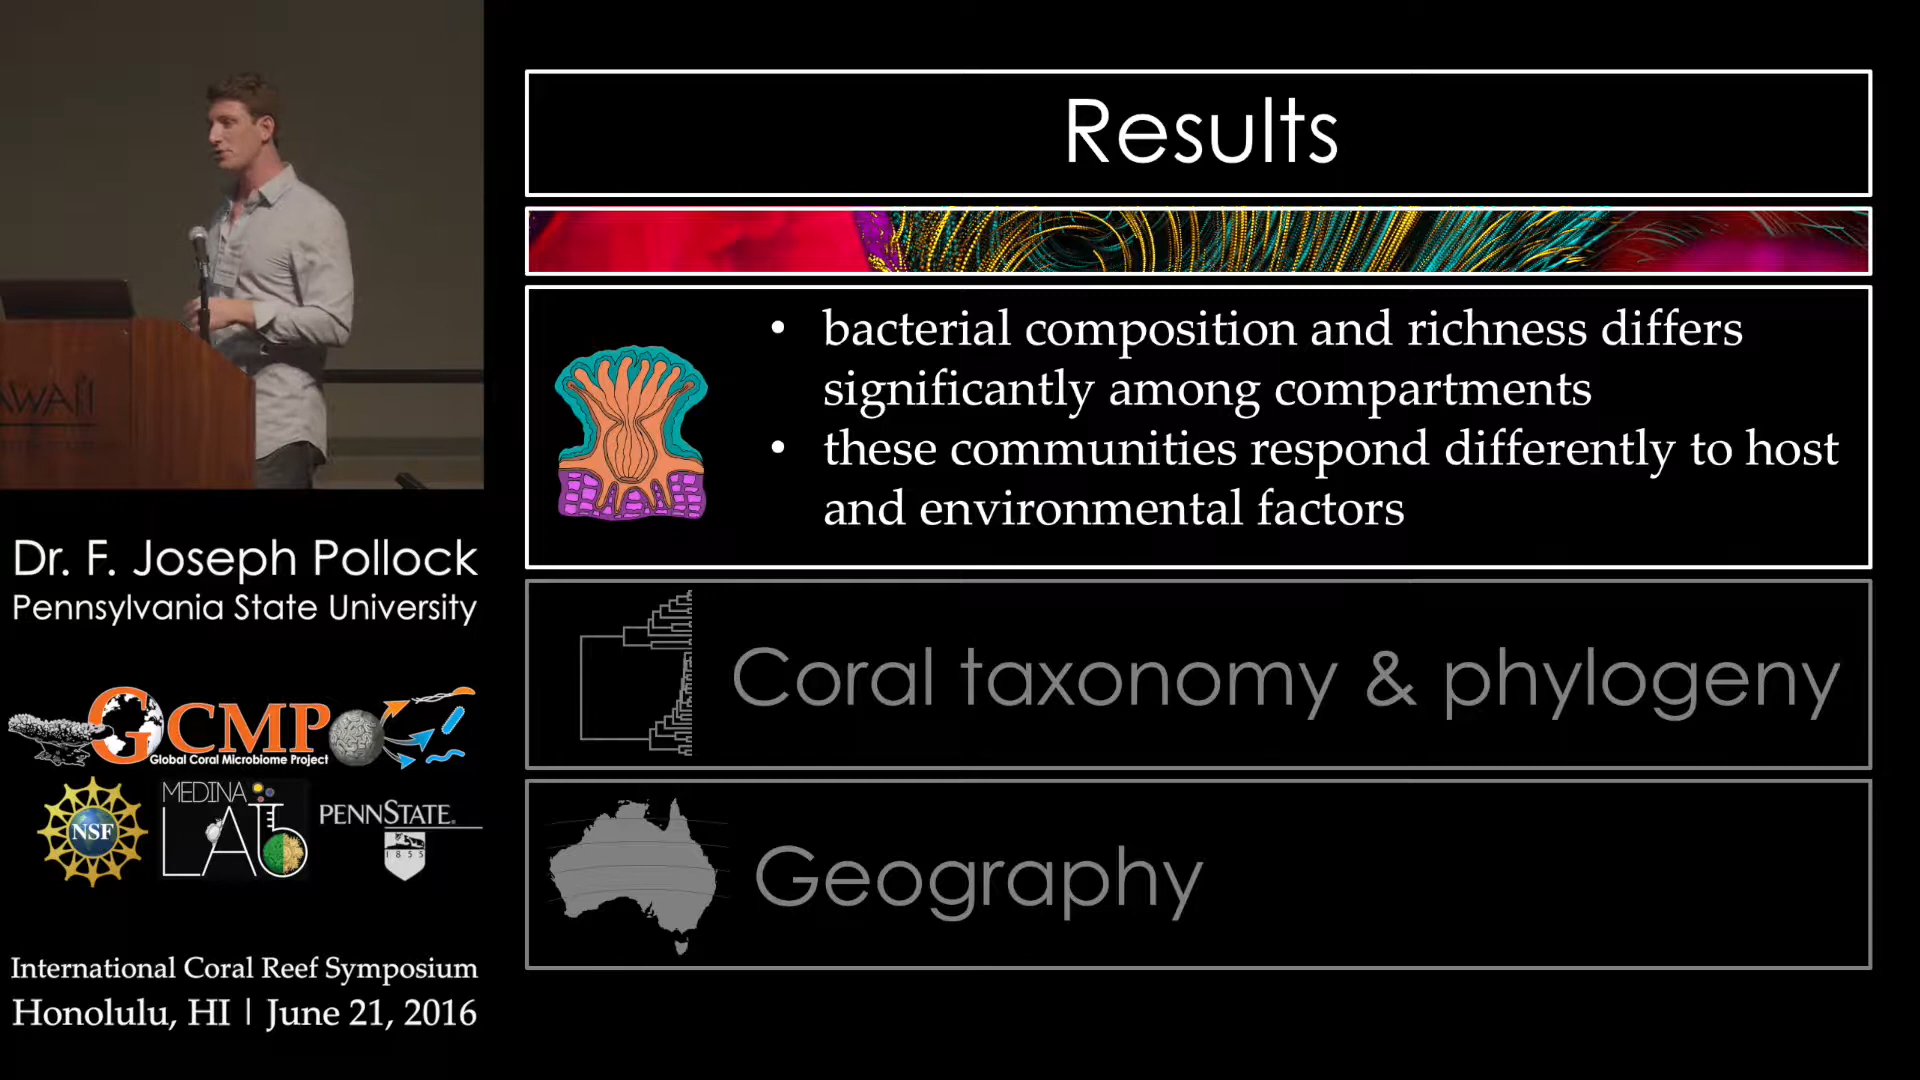 Results
• bacterial composition and richness differs
significantly among compartments
• these communities respond differently to host
and environmental factors
Coral taxonomy & phylogeny
Geography
Dr. F. Joseph Pollock
Pennsylvania State University
GCMP
Global Coral Microbiome Project
NSF
MEDINA
LAb
PENNSTATE.
1855
International Coral Reef Symposium
Honolulu, HI | June 21, 2016